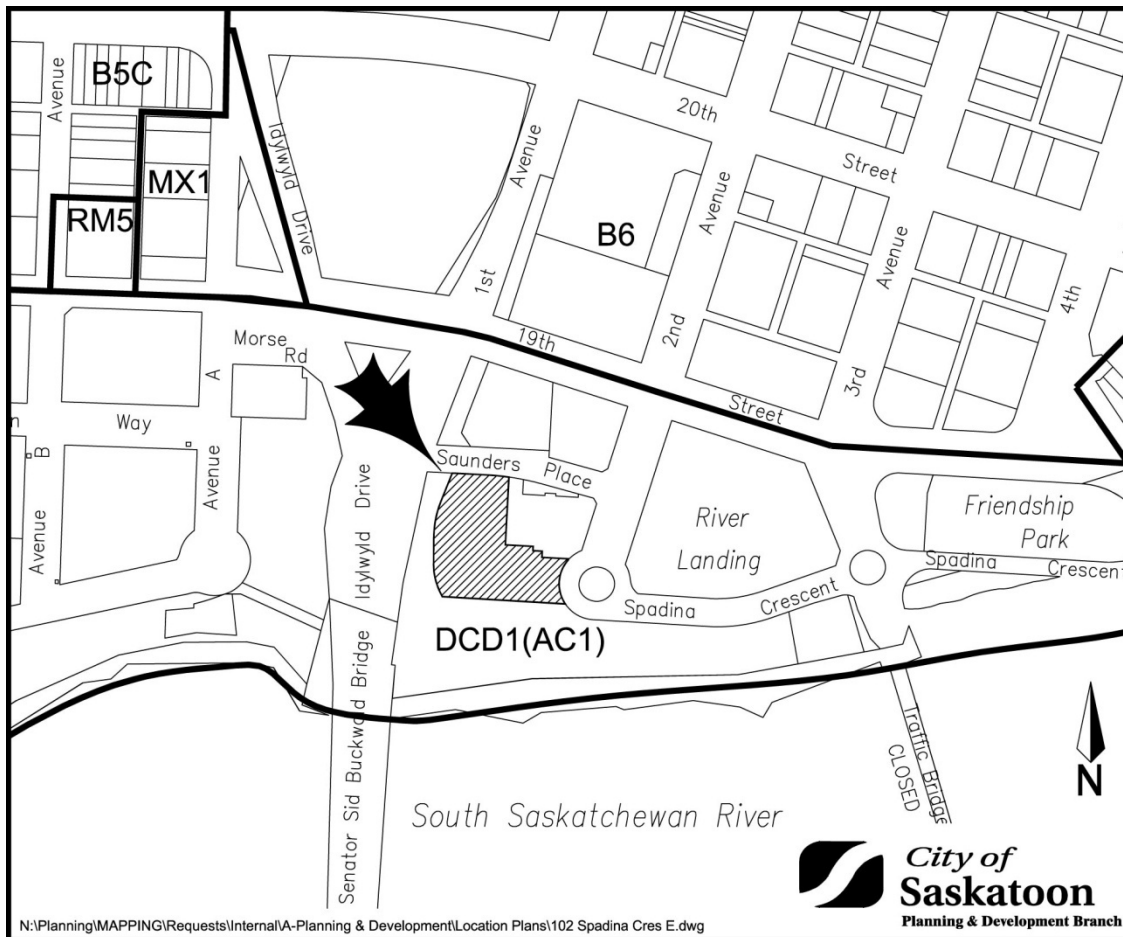 B5C
Avenue
MX1
RM5
Idylwyld
Drive
20th
Street
Avenue
B6
Avenue
Avenue
1st
2nd
3rd
4th
19th
Street
Morse
Rd
A
Way
n
B
Avenue
Avenue
Saunders
Place
Idylwyld Drive
River
Landing
Friendship
Park
Spadina
Crescent
Spadina
Crescent
DCD1(AC1)
Senator Sid Buckwold Bridge
Traffic Bridge
CLOSED
South Saskatchewan River
N
City of
Saskatoon
Planning & Development Branch
N:\Planning\MAPPING\Requests\Internal\A-Planning & Development\Location Plans\102 Spadina Cres E.dwg